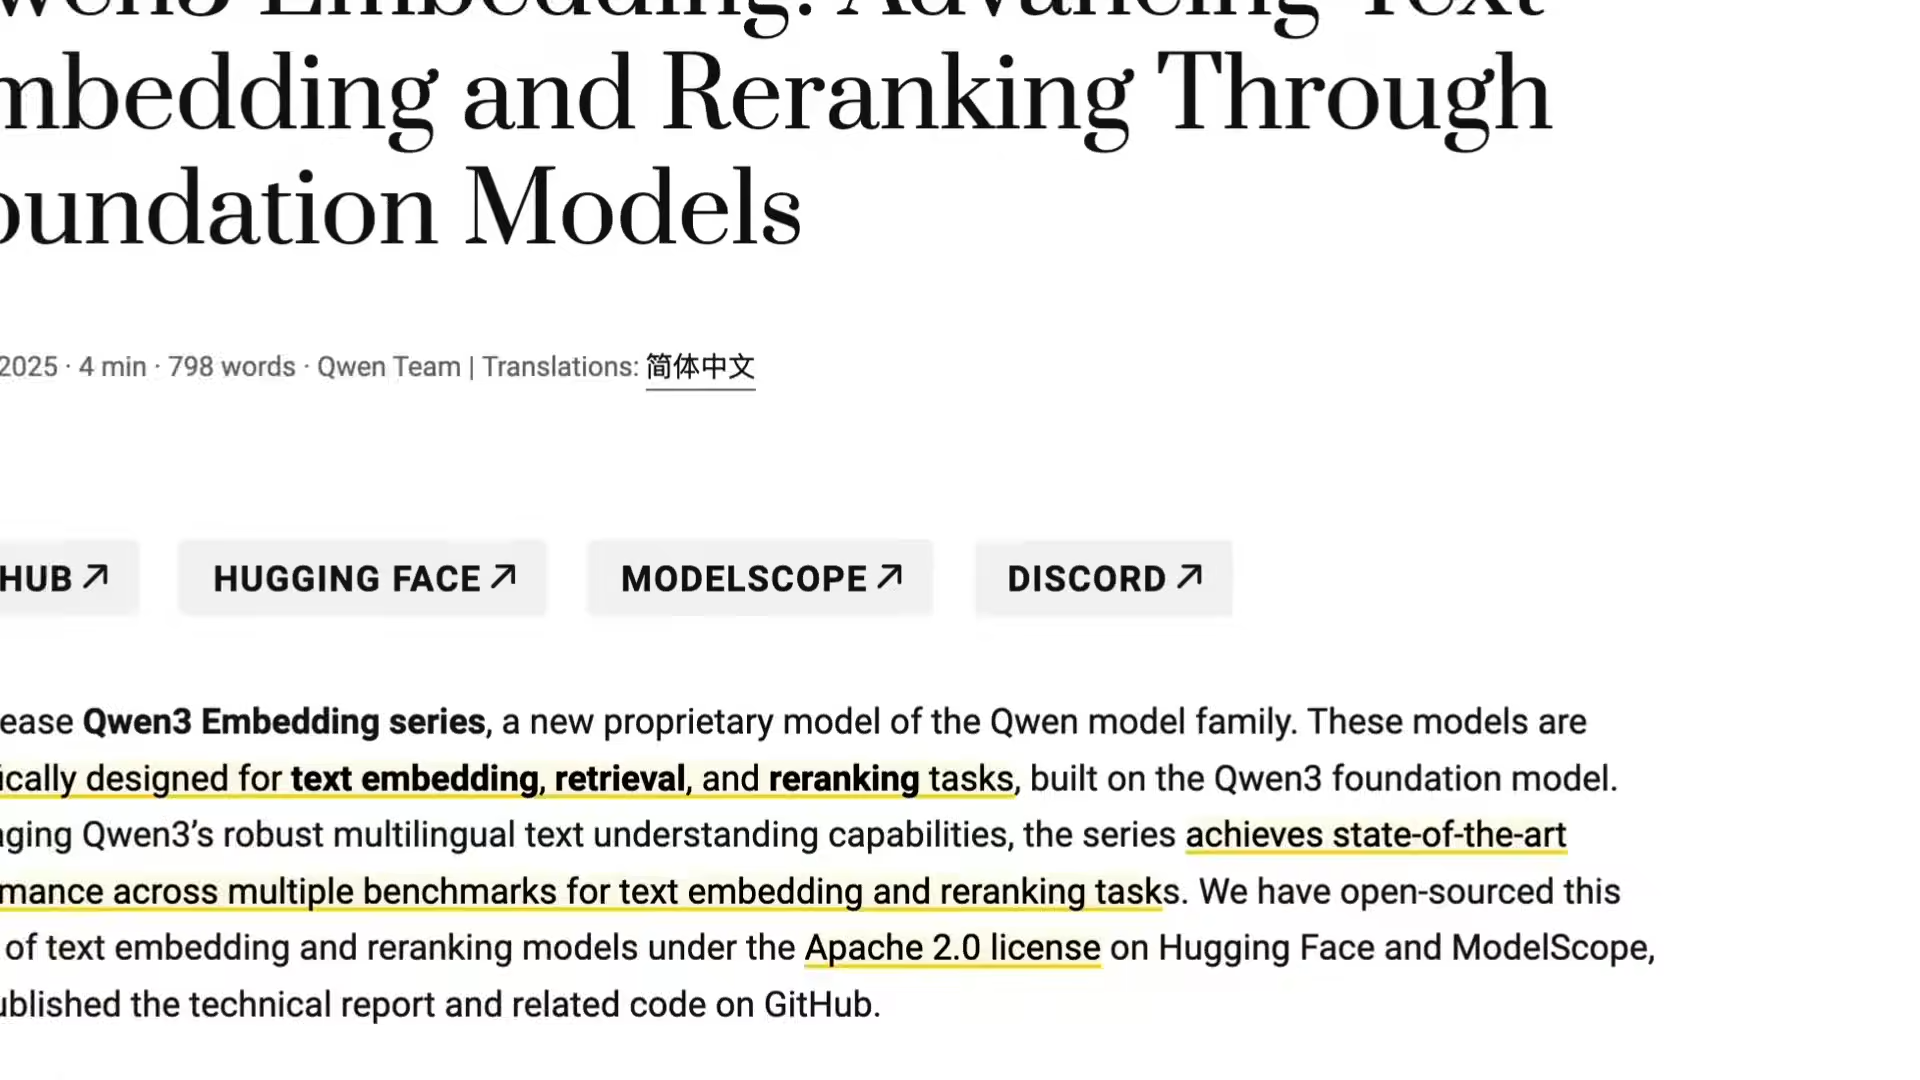 Embedding: Advancing Text
mbedding and Reranking Through
oundation Models
2025 · 4 min · 798 words · Qwen Team | Translations: 简体中文
HUB HUGGING FACE MODELSCOPE DISCORD
ease Qwen3 Embedding series, a new proprietary model of the Qwen model family. These models are
ically designed for text embedding, retrieval, and reranking tasks, built on the Qwen3 foundation model.
aging Qwen3’s robust multilingual text understanding capabilities, the series achieves state-of-the-art
mance across multiple benchmarks for text embedding and reranking tasks. We have open-sourced this
of text embedding and reranking models under the Apache 2.0 license on Hugging Face and ModelScope,
ublished the technical report and related code on GitHub.